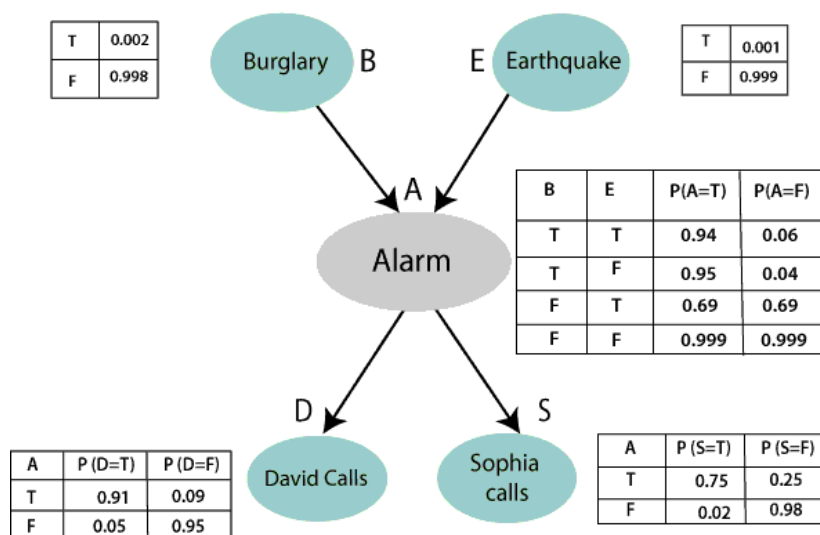 T 0.002
F 0.998
Burglary B
E Earthquake
T 0.001
F 0.999
A
Alarm
B E P(A=T) P(A=F)
T T 0.94 0.06
T F 0.95 0.04
F T 0.69 0.69
F F 0.999 0.999
D
S
A P (D=T) P (D=F)
T 0.91 0.09
F 0.05 0.95
David Calls
Sophia
calls
A P (S=T) P (S=F)
T 0.75 0.25
F 0.02 0.98